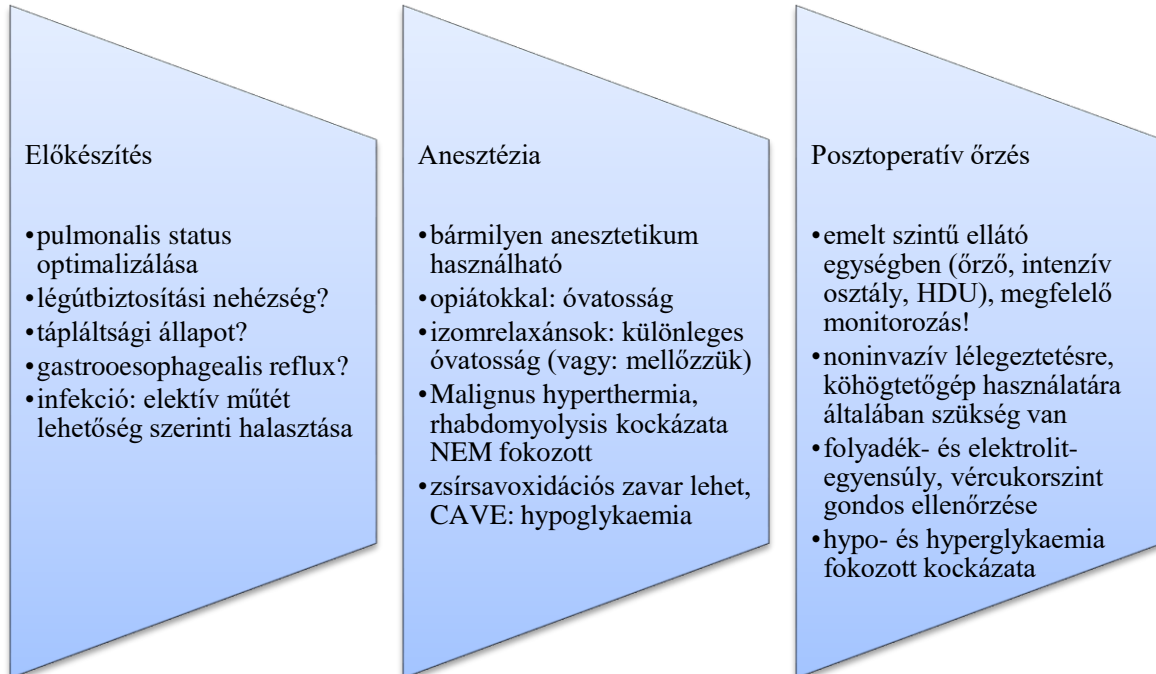 Előkészítés
•pulmonalis status
optimalizálása
•légútbiztosítási nehézség?
•tápláltsági állapot?
•gastrooesophagealis reflux?
•infekció: elektív műtét
lehetőség szerinti halasztása
Anesztézia
•bármilyen anesztetikum
használható
•opiátokkal: óvatosság
•izomrelaxánsok: különleges
óvatosság (vagy: mellőzzük)
•Malignus hyperthermia,
rhabdomyolysis kockázata
NEM fokozott
•zsírsavoxidációs zavar lehet,
CAVE: hypoglykaemia
Posztoperatív őrzés
•emelt szintű ellátó
egységben (őrző, intenzív
osztály, HDU), megfelelő
monitorozás!
•noninvazív lélegeztetésre,
köhögtetőgép használatára
általában szükség van
•folyadék- és elektrolit-
egyensúly, vércukorszint
gondos ellenőrzése
•hypo- és hyperglykaemia
fokozott kockázata